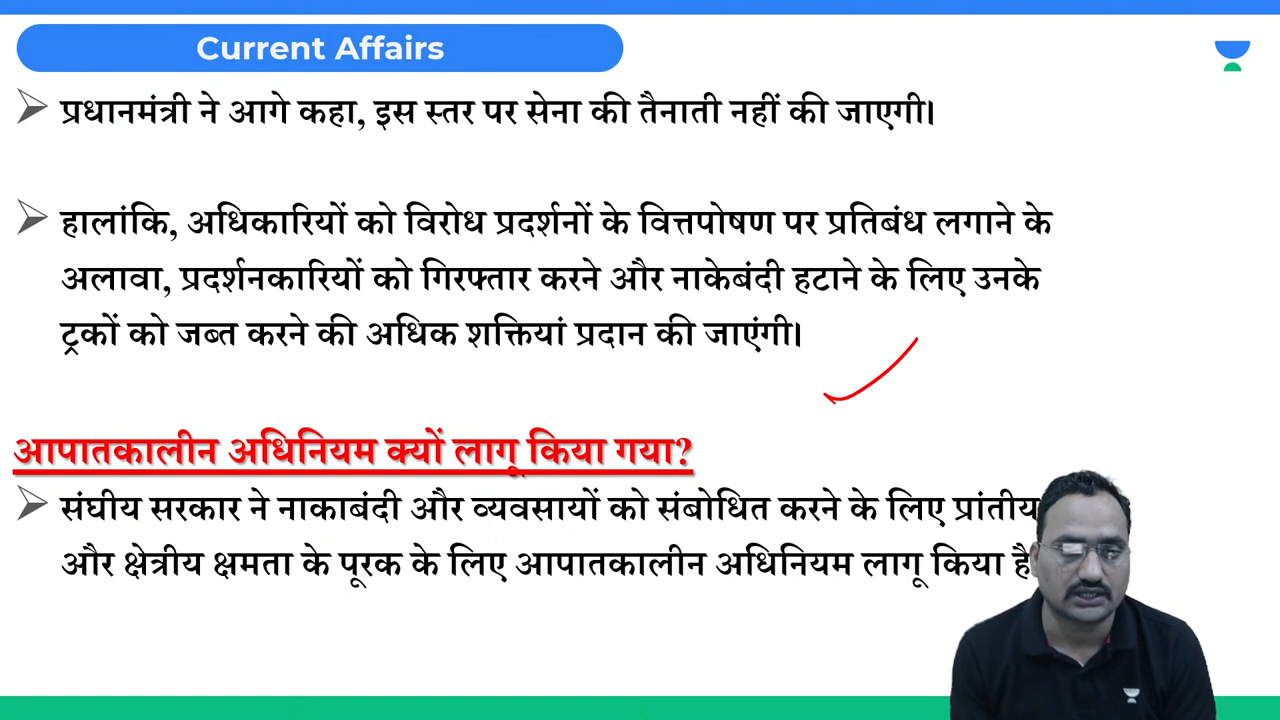 Current Affairs
प्रधानमंत्री ने आगे कहा, इस स्तर पर सेना की तैनाती नहीं की जाएगी।
हालांकि, अधिकारियों को विरोध प्रदर्शनों के वित्तपोषण पर प्रतिबंध लगाने के
अलावा, प्रदर्शनकारियों को गिरफ्तार करने और नाकेबंदी हटाने के लिए उनके
ट्रकों को जब्त करने की अधिक शक्तियां प्रदान की जाएंगी।
आपातकालीन अधिनियम क्यों लागू किया गया?
संघीय सरकार ने नाकाबंदी और व्यवसायों को संबोधित करने के लिए प्रांतीय
और क्षेत्रीय क्षमता के पूरक के लिए आपातकालीन अधिनियम लागू किया है